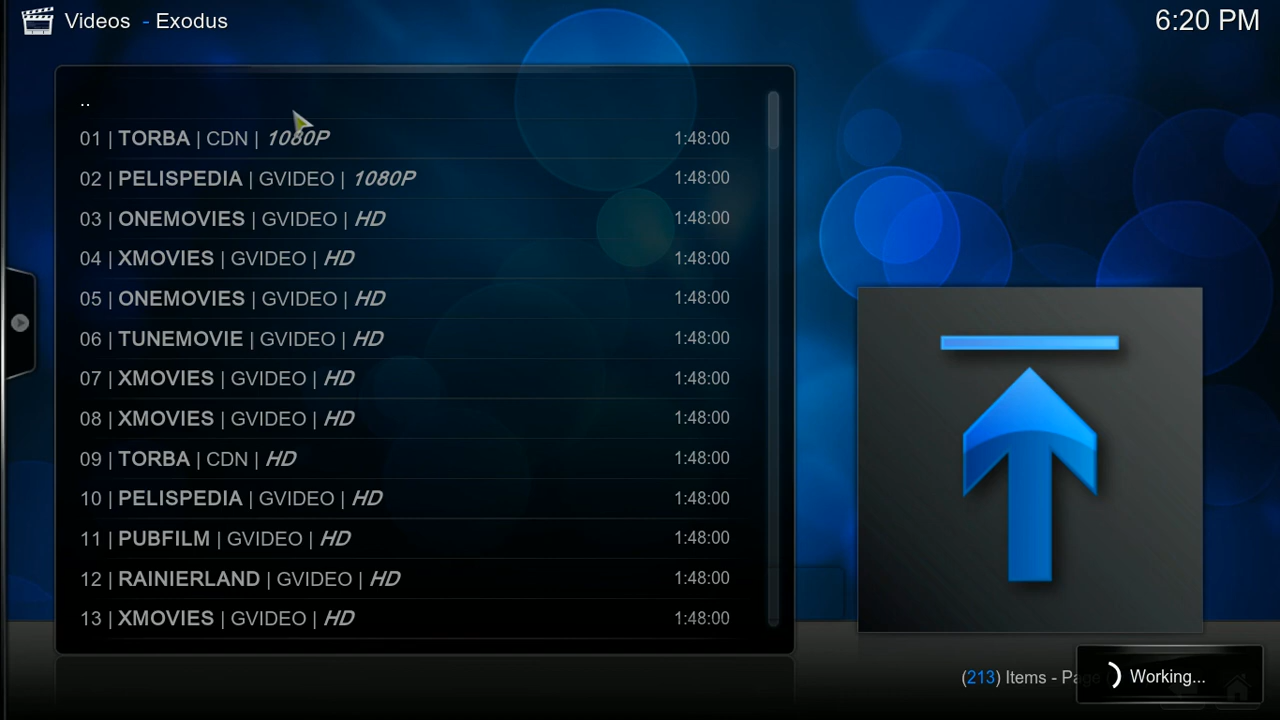 Videos - Exodus
6:20 PM
..
01 | TORBA | CDN | 1080P 1:48:00
02 | PELISPEDIA | GVIDEO | 1080P 1:48:00
03 | ONEMOVIES | GVIDEO | HD 1:48:00
04 | XMOVIES | GVIDEO | HD 1:48:00
05 | ONEMOVIES | GVIDEO | HD 1:48:00
06 | TUNEMOVIE | GVIDEO | HD 1:48:00
07 | XMOVIES | GVIDEO | HD 1:48:00
08 | XMOVIES | GVIDEO | HD 1:48:00
09 | TORBA | CDN | HD 1:48:00
10 | PELISPEDIA | GVIDEO | HD 1:48:00
11 | PUBFILM | GVIDEO | HD 1:48:00
12 | RAINIERLAND | GVIDEO | HD 1:48:00
13 | XMOVIES | GVIDEO | HD 1:48:00
(213) Items -
Working...